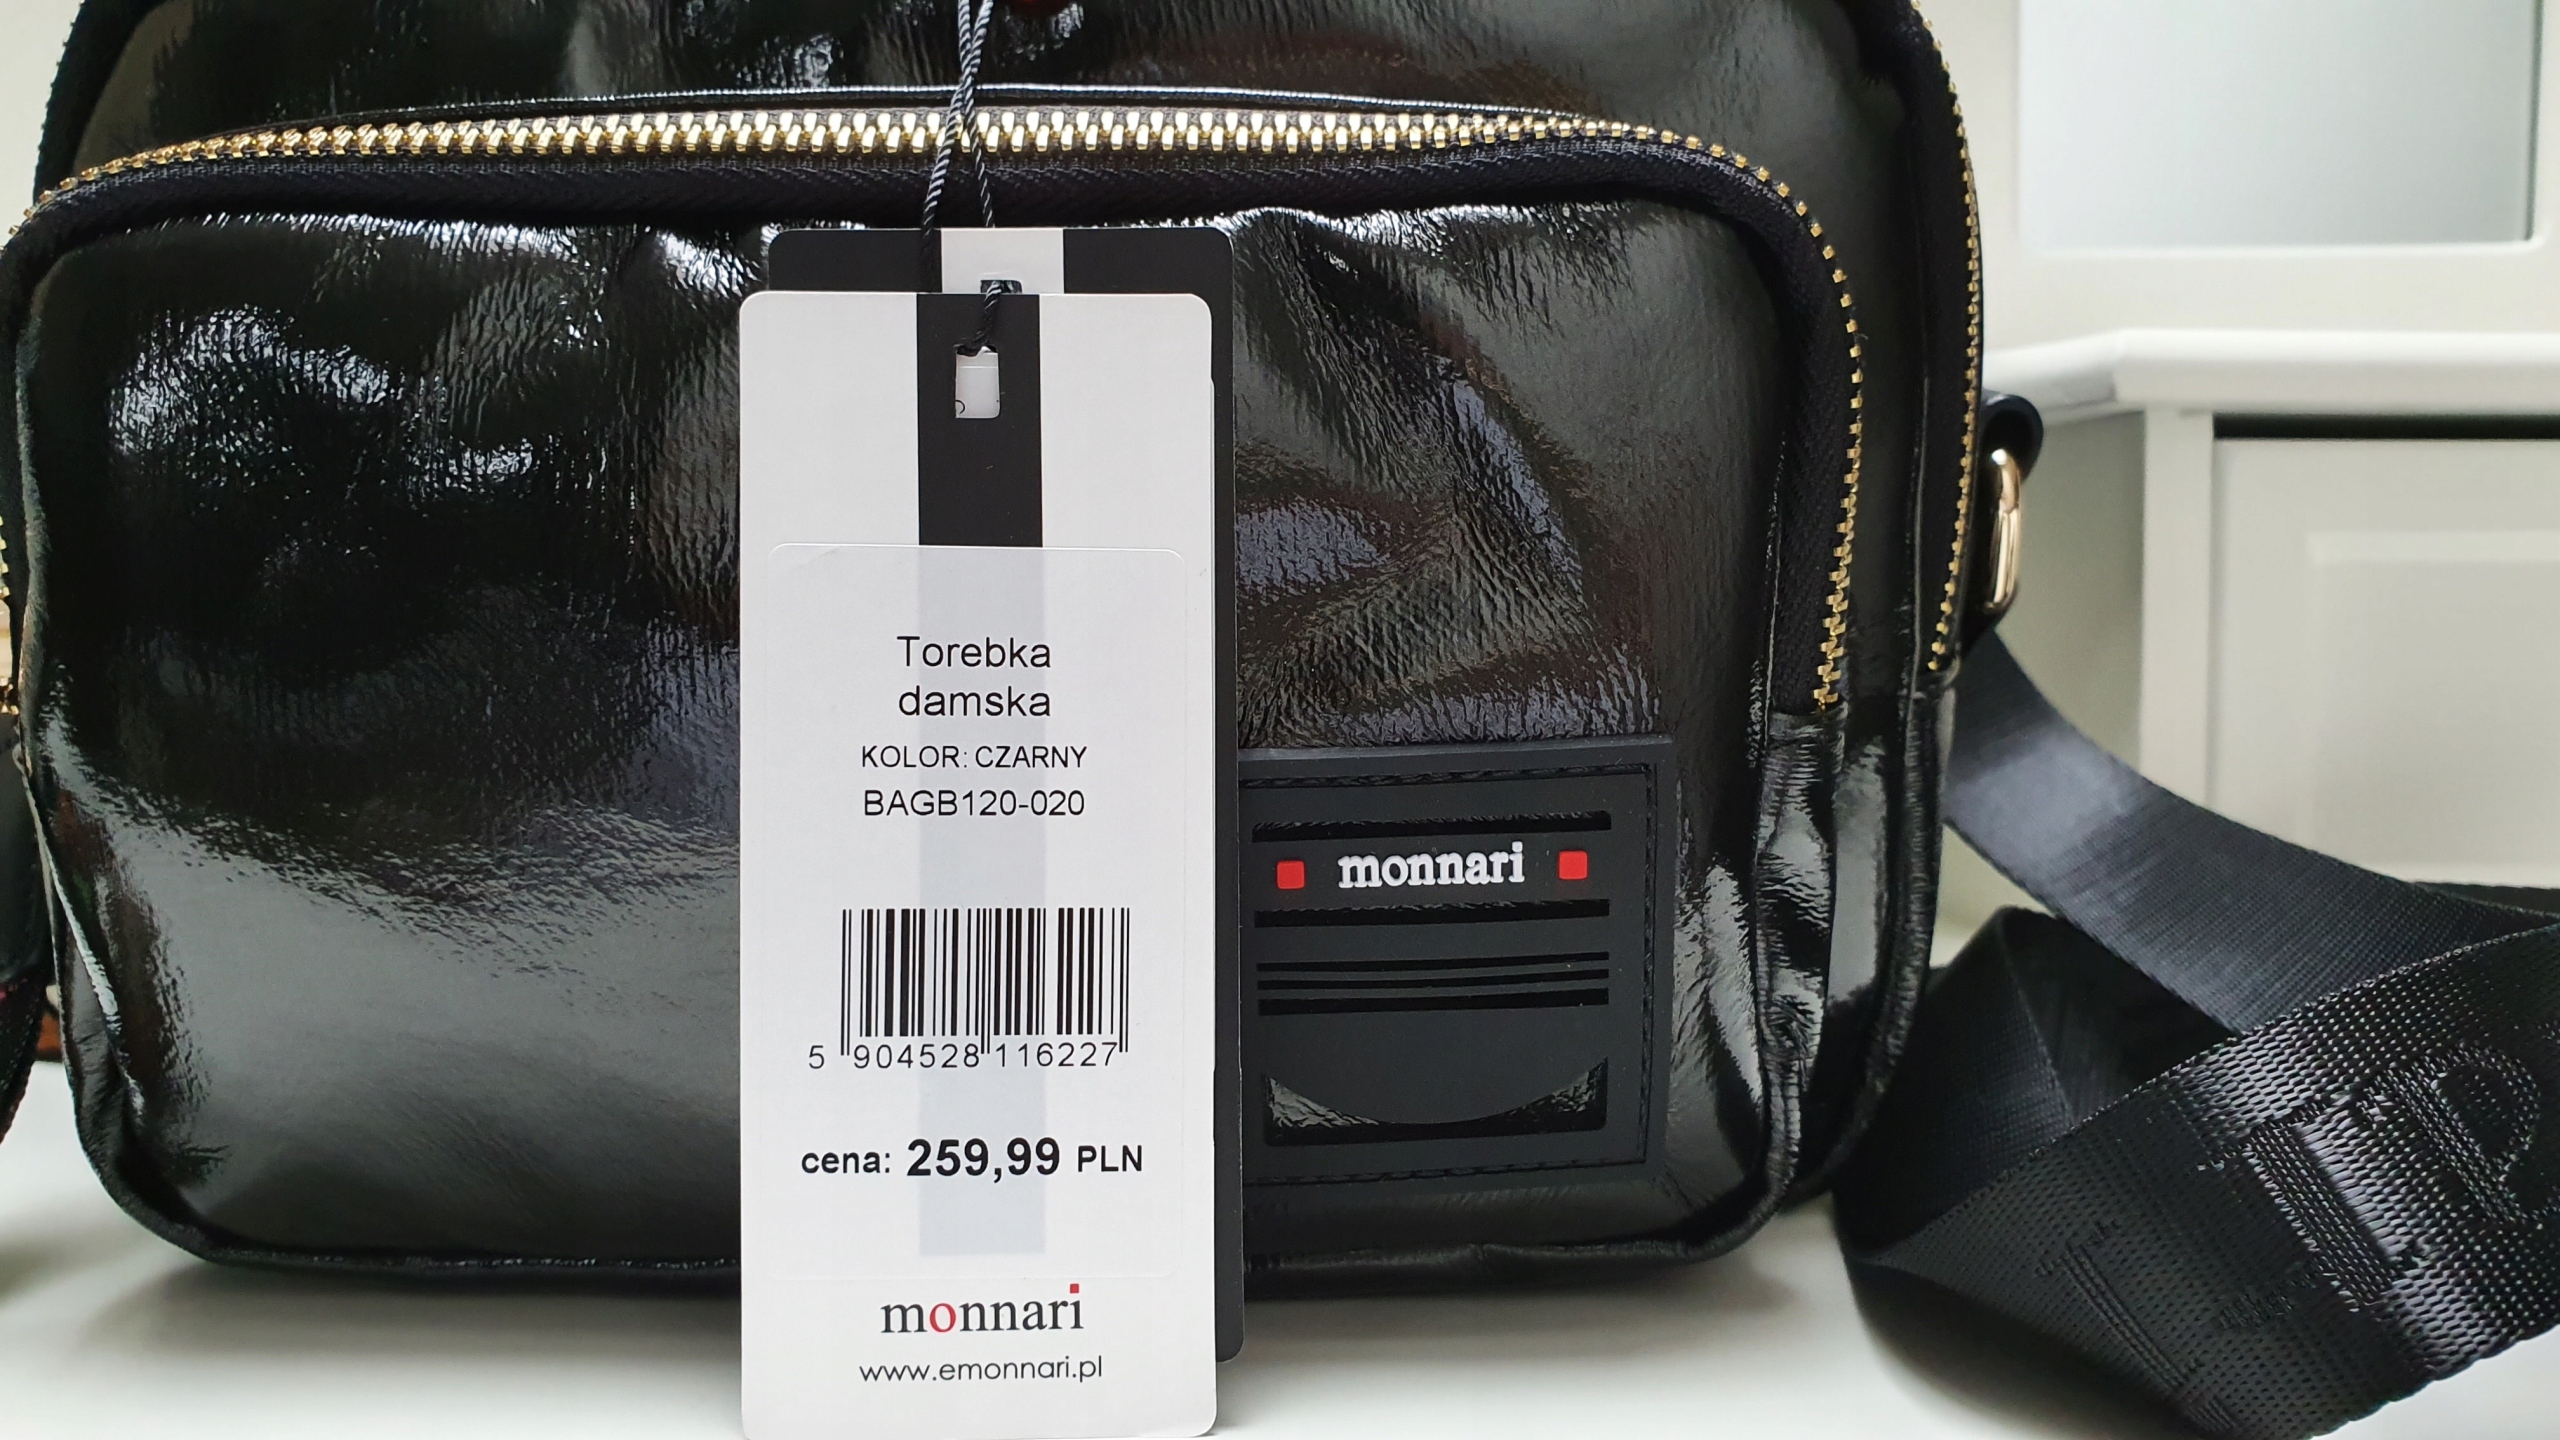 Torebka
damska
KOLOR: CZARNY
BAGB120-020
monnari
5 904528 116227
cena: 259,99 PLN
monnari
www.emonnari.pl